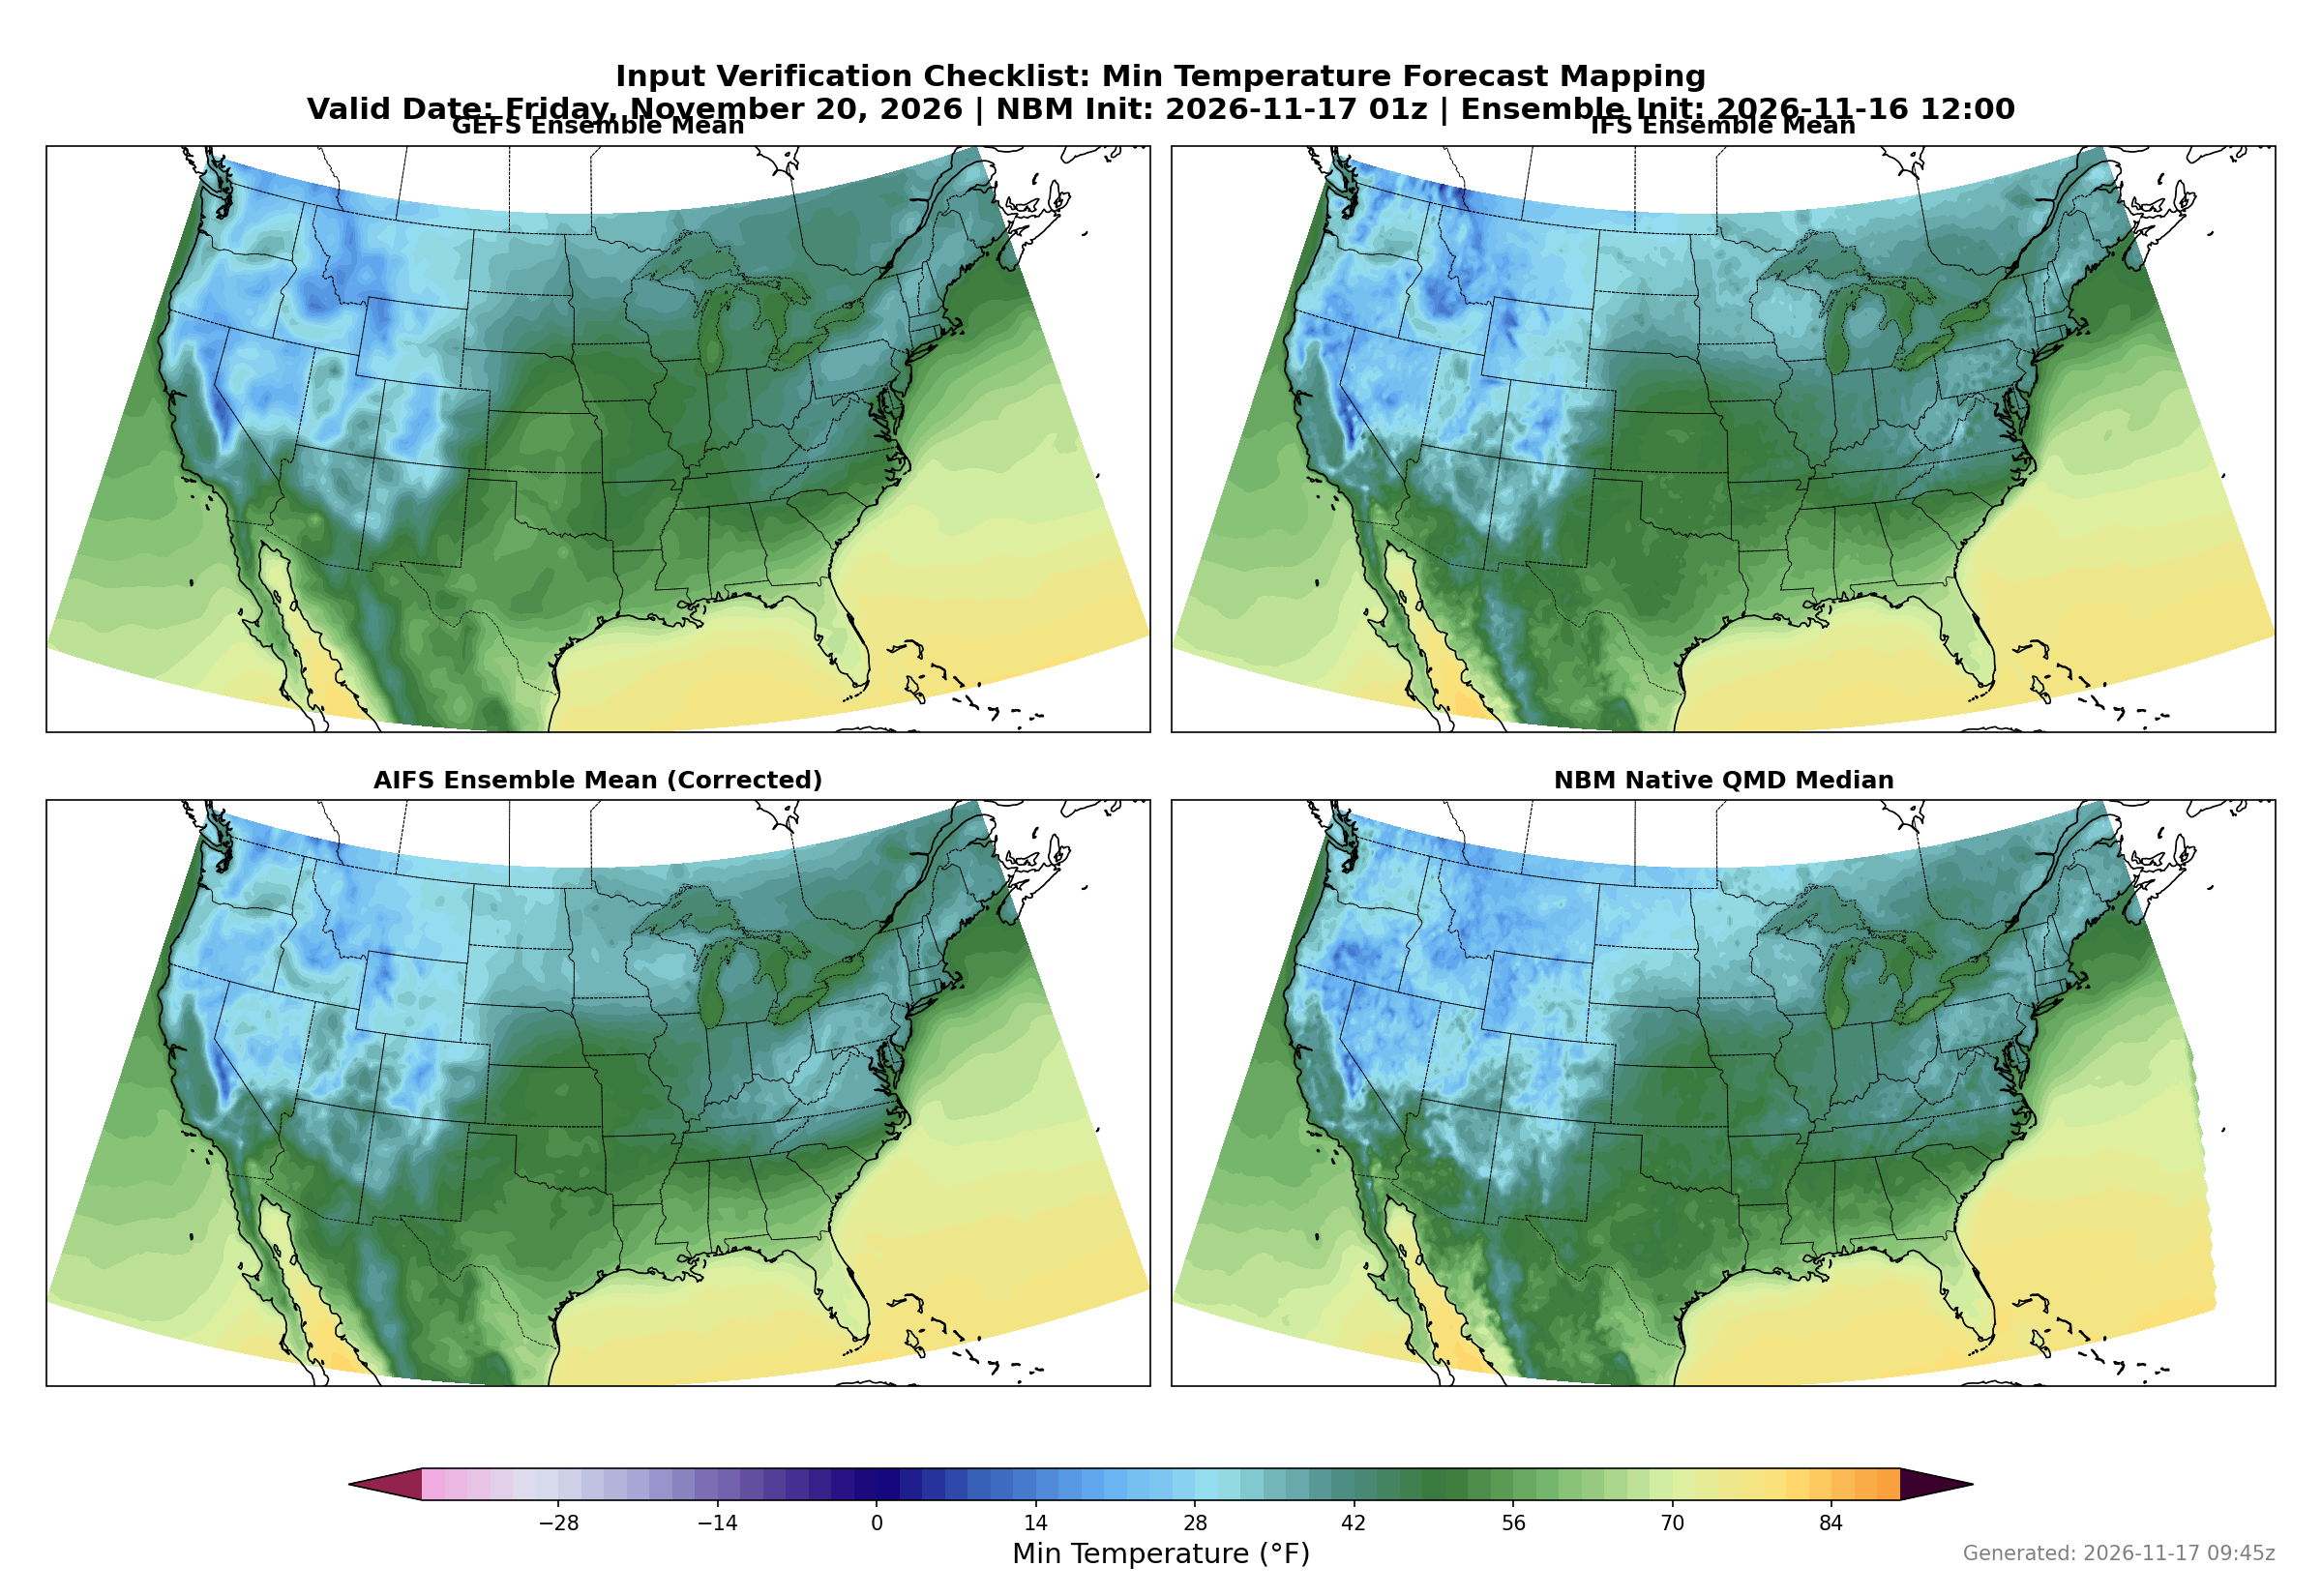 Input Verification Checklist: Min Temperature Forecast Mapping
Valid Date: Friday, November 20, 2026 | NBM Init: 2026-11-17 01z | Ensemble Init: 2026-11-16 12:00
GEFS Ensemble Mean
IFS Ensemble Mean
AIFS Ensemble Mean (Corrected)
NBM Native QMD Median
−28 −14 0 14 28 42 56 70 84
Min Temperature (°F)
Generated: 2026-11-17 09:45z